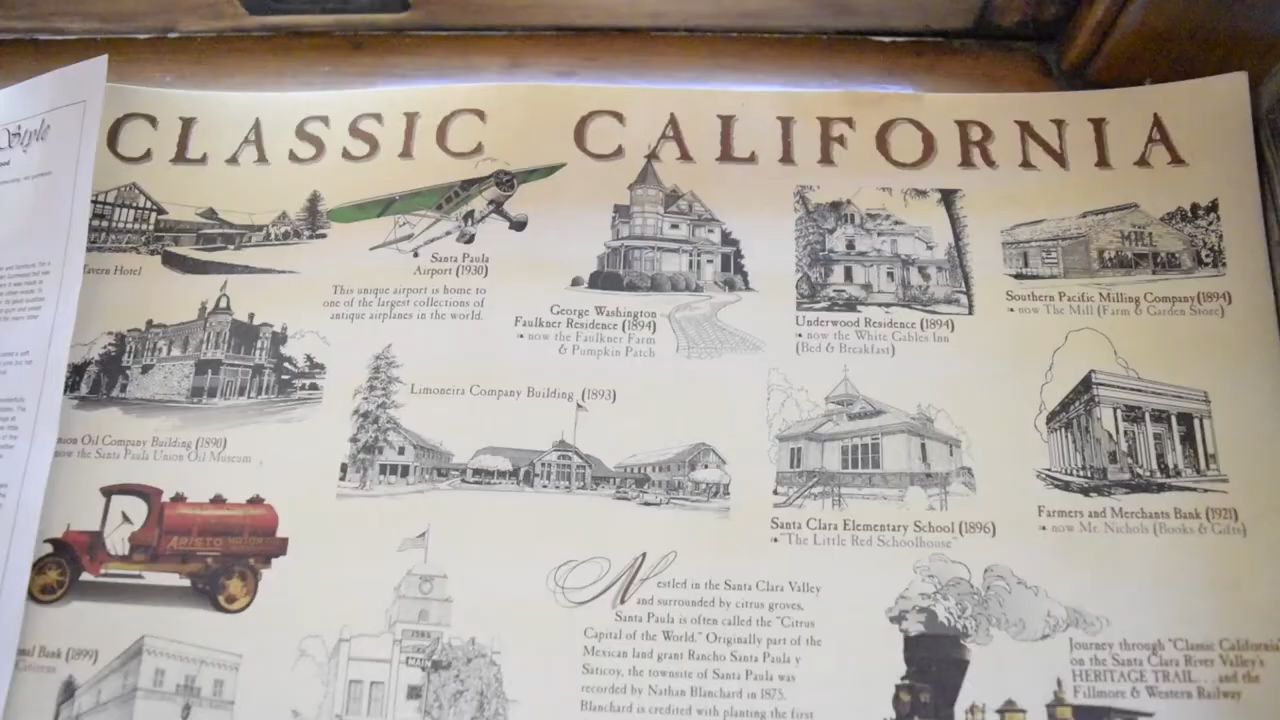 Style
CLASSIC CALIFORNIA
Tavern Hotel
Santa Paula
Airport (1930)
This unique airport is home to
one of the largest collections of
antique airplanes in the world.
George Washington
Faulkner Residence (1894)
now the Faulkner Farm
& Pumpkin Patch
Underwood Residence (1894)
now the White Gables Inn
(Bed & Breakfast)
MILL
Southern Pacific Milling Company (1894)
now The Mill (Farm & Garden Store)
Oil Company Building (1890)
now the Santa Paula Union Oil Museum
Limoneira Company Building (1893)
Santa Clara Elementary School (1896)
"The Little Red Schoolhouse"
Farmers and Merchants Bank (1921)
now Mr. Nichols (Books & Gifts)
ARISTO MOTOR OIL
Bank (1899)
MAIN
Nestled in the Santa Clara Valley
and surrounded by citrus groves,
Santa Paula is often called the "Citrus
Capital of the World." Originally part of the
Mexican land grant Rancho Santa Paula y
Saticoy, the townsite of Santa Paula was
recorded by Nathan Blanchard in 1875.
Blanchard is credited with planting the first
Journey through "Classic California
on the Santa Clara River Valley's
HERITAGE TRAIL... and the
Fillmore & Western Railway